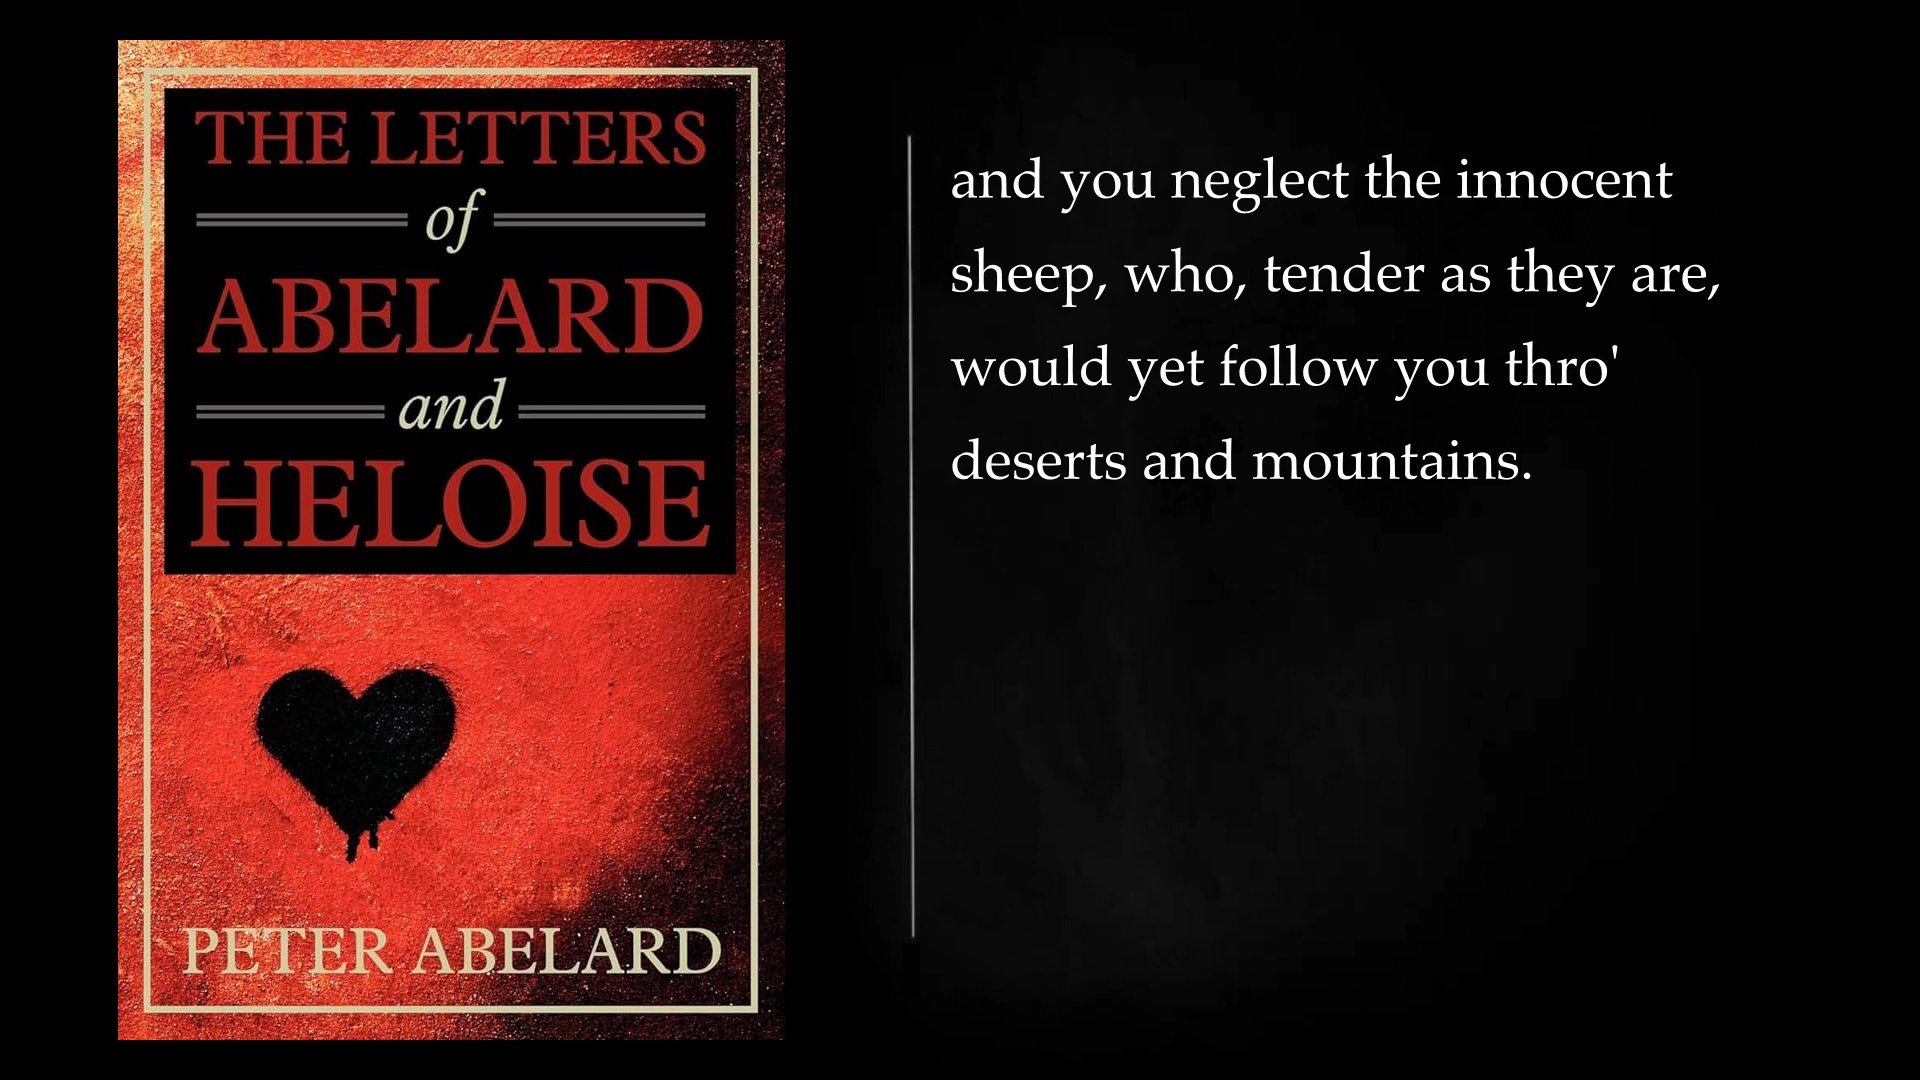 THE LETTERS
of
ABELARD
and
HELOISE
PETER ABELARD
and you neglect the innocent
sheep, who, tender as they are,
would yet follow you thro'
deserts and mountains.